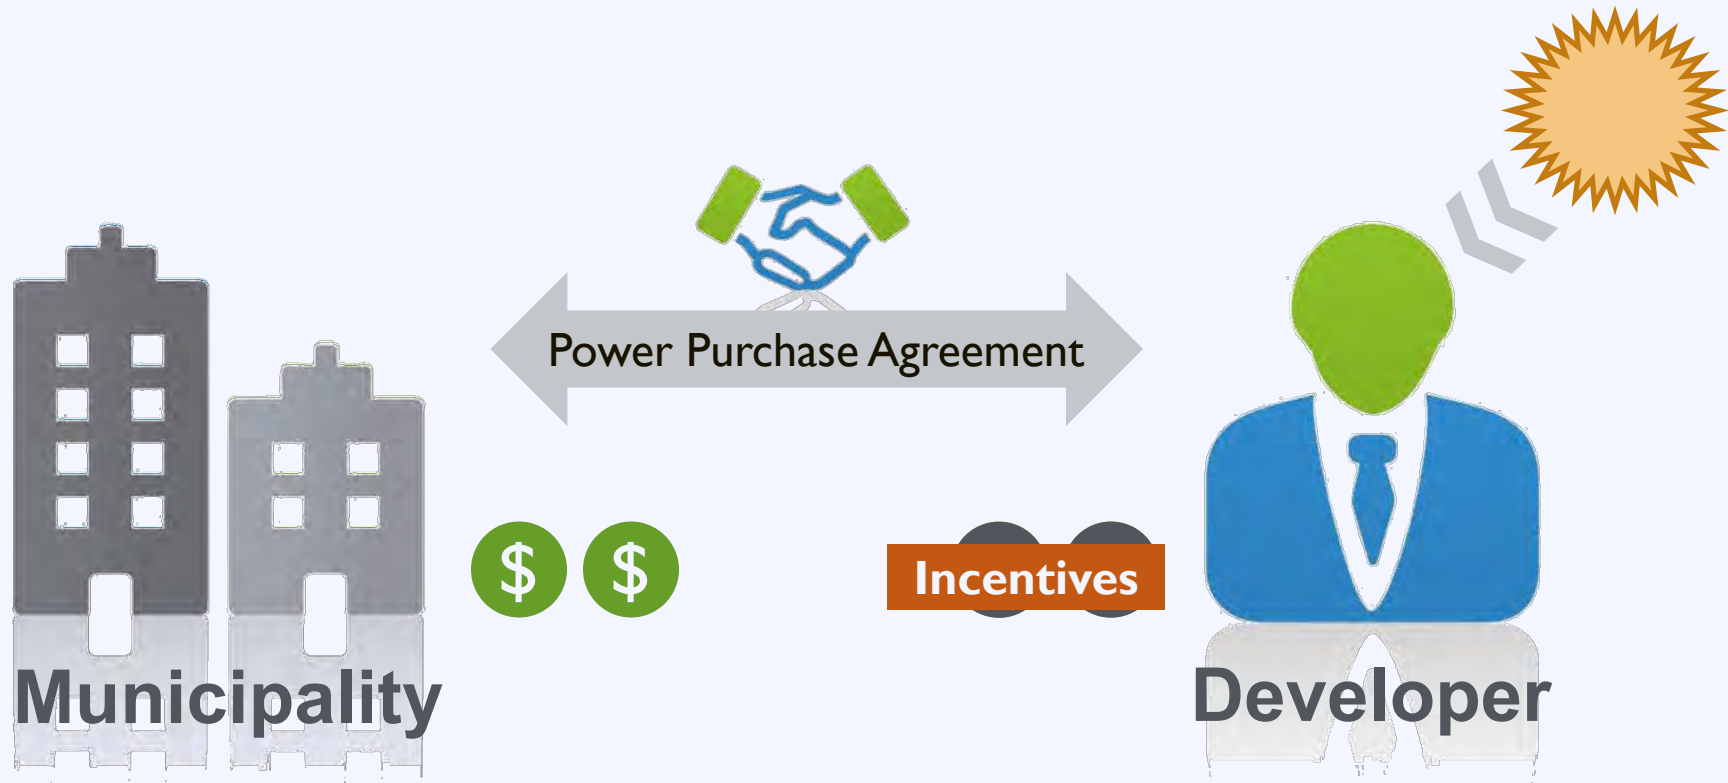 Power Purchase Agreement
$ $
Incentives
Municipality
Developer